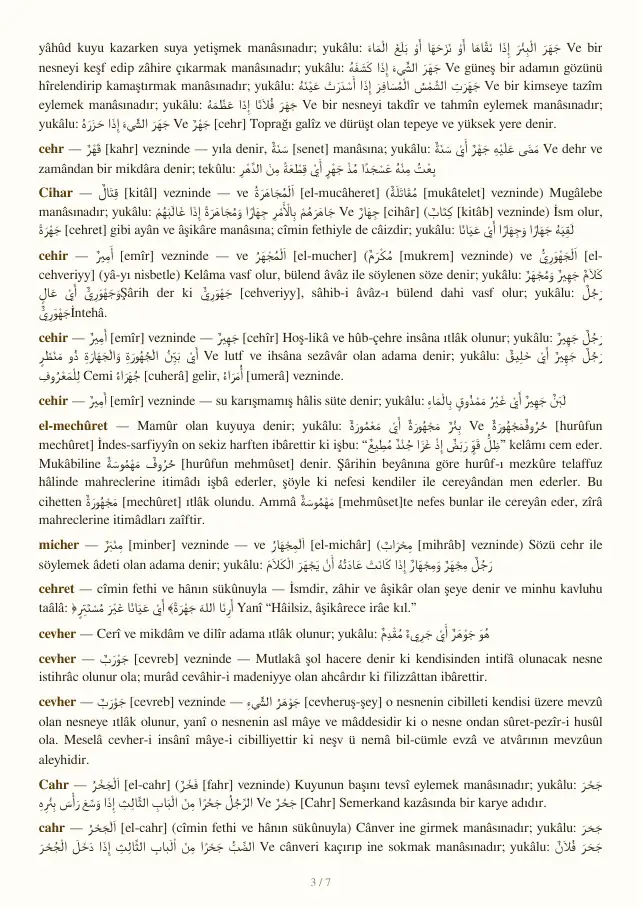 yâhûd kuyu kazarken suya yetişmek manâsınadır; yukâlu: جَهَرَ الْبِئْرَ إِذَا نَقَّاهَا أَوْ نَزَحَهَا أَوْ بَلَغَ الْمَاءَ Ve bir
nesneyi keşf edip zâhire çıkarmak manâsınadır; yukâlu: جَهَرَ الشَّيْءَ إِذَا كَشَفَهُ Ve güneş bir adamın gözünü
hîrelendirip kamaştırmak manâsınadır; yukâlu: جَهَرَتِ الشَّمْسُ الْمُسَافِرَ إِذَا أَسْدَرَتْ عَيْنَهُ Ve bir kimseye tazîm
eylemek manâsınadır; yukâlu: جَهَرَ فُلَانًا إِذَا عَظَّمَهُ Ve bir nesneyi takdîr ve tahmîn eylemek manâsınadır;
yukâlu: جَهَرَ الشَّيْءَ إِذَا حَزَرَهُ Ve جَهْرٌ [cehr] Toprağı galîz ve dürüşt olan tepeye ve yüksek yere denir.
cehr — قَهْرٌ [kahr] vezninde — yıla denir, سَنَةٌ [senet] manâsına; yukâlu: مَضَى عَلَيْهِ جَهْرٌ أَيْ سَنَةٌ Ve dehr ve
zamândan bir mikdâra denir; tekûlu: بِعْتُ مِنْهُ عَسْجَدًا مُذْ جَهْرٍ أَيْ قِطْعَةً مِنَ الدَّهْرِ
Cihar — قِتَالٌ [kitâl] vezninde — ve اَلْمُجَاهَرَةُ [el-mucâheret] (مُقَاتَلَةٌ [mukâtelet] vezninde) Mugâlebe
manâsınadır; yukâlu: جَاهَرَهُمْ بِالْأَمْرِ جِهَارًا وَمُجَاهَرَةً إِذَا غَالَبَهُمْ Ve جِهَارٌ [cihâr] (كِتَابٌ [kitâb] vezninde) İsm olur,
جَهْرَةٌ [cehret] gibi ayân ve âşikâre manâsına; cîmin fethiyle de câizdir; yukâlu: لَقِيَهُ جَهَارًا وَجِهَارًا أَيْ عَيَانًا
cehir — أَمِيرٌ [emîr] vezninde — ve اَلْمُجْهَرُ [el-mucher] (مُكْرَمٌ [mukrem] vezninde) ve اَلْجَهْوَرِيُّ [el-
cehveriyy] (yâ-yı nisbetle) Kelâma vasf olur, bülend âvâz ile söylenen söze denir; yukâlu: كَلَامٌ جَهِيرٌ وَمُجْهَرٌ
وَجَهْوَرِيٌّ أَيْ عَالٍŞârih der ki جَهْوَرِيٌّ [cehveriyy], sâhib-i âvâz-ı bülend dahi vasf olur; yukâlu: رَجُلٌ
جَهْوَرِيٌّİntehâ.
cehir — أَمِيرٌ [emîr] vezninde — جَهِيرٌ [cehîr] Hoş-likâ ve hûb-çehre insâna ıtlâk olunur; yukâlu: رَجُلٌ جَهِيرٌ
أَيْ بَيِّنُ الْجُهُورَةِ وَالْجَهَارَةِ ذُو مَنْظَرٍ Ve lutf ve ihsâna sezâvâr olan adama denir; yukâlu: رَجُلٌ جَهِيرٌ أَيْ خَلِيقٌ
لِلْمَعْرُوفِ Cemi جُهَرَاءُ [cuherâ] gelir, أُمَرَاءُ [umerâ] vezninde.
cehir — أَمِيرٌ [emîr] vezninde — su karışmamış hâlis süte denir; yukâlu: لَبَنٌ جَهِيرٌ أَيْ غَيْرُ مَمْذُوقٍ بِالْمَاءِ
el-mechûret — Mamûr olan kuyuya denir; yukâlu: بِئْرٌ مَجْهُورَةٌ أَيْ مَعْمُورَةٌ Ve حُرُوفٌمَجْهُورَةٌ [hurûfun
mechûret] İndes-sarfiyyîn on sekiz harften ibârettir ki işbu: “ظِلُّ قَوٍّ رَبَضٌ إِذْ غَزَا جُنْدٌ مُطِيعٌ” kelâmı cem eder.
Mukâbiline حُرُوفٌ مَهْمُوسَةٌ [hurûfun mehmûset] denir. Şârihin beyânına göre hurûf-ı mezkûre telaffuz
hâlinde mahreclerine itimâdı işbâ ederler, şöyle ki nefesi kendiler ile cereyândan men ederler. Bu
cihetten مَجْهُورَةٌ [mechûret] ıtlâk olundu. Ammâ مَهْمُوسَةٌ [mehmûset]te nefes bunlar ile cereyân eder, zîrâ
mahreclerine itimâdları zaîftir.
micher — مِنْبَرٌ [minber] vezninde — ve اَلْمِجْهَارُ [el-michâr] (مِحْرَابٌ [mihrâb] vezninde) Sözü cehr ile
söylemek âdeti olan adama denir; yukâlu: رَجُلٌ مِجْهَرٌ وَمِجْهَارٌ إِذَا كَانَتْ عَادَتُهُ أَنْ يَجْهَرَ الْكَلَامَ
cehret — cîmin fethi ve hânın sükûnuyla — İsmdir, zâhir ve âşikâr olan şeye denir ve minhu kavluhu
taâlâ: ﴿أَرِنَا اللهَ جَهْرَةً﴾ أَيْ عَيَانًا غَيْرَ مُسْتَتِرٍ Yanî “Hâilsiz, âşikârece irâe kıl.”
cevher — Cerî ve mikdâm ve dilîr adama ıtlâk olunur; yukâlu: هُوَ جَوْهَرٌ أَيْ جَرِيءٌ مُقْدِمٌ
cevher — جَوْرَبٌ [cevreb] vezninde — Mutlakâ şol hacere denir ki kendisinden intifâ olunacak nesne
istihrâc olunur ola; murâd cevâhir-i madeniyye olan ahcârdır ki filizzâttan ibârettir.
cevher — جَوْرَبٌ [cevreb] vezninde — جَوْهَرُ الشَّيْءِ [cevheruş-şey] o nesnenin cibilleti kendisi üzere mevzû
olan nesneye ıtlâk olunur, yanî o nesnenin asl mâye ve mâddesidir ki o nesne ondan sûret-pezîr-i husûl
ola. Meselâ cevher-i insânî mâye-i cibilliyettir ki neşv ü nemâ bil-cümle evzâ ve atvârının mevzûun
aleyhidir.
Cahr — اَلْجَخْرُ [el-cahr] (فَخْرٌ [fahr] vezninde) Kuyunun başını tevsî eylemek manâsınadır; yukâlu: جَخَرَ
الرَّجُلُ جَخْرًا مِنَ الْبَابِ الثَّالِثِ إِذَا وَسَّعَ رَأْسَ بِئْرِهِ Ve جَخْرٌ [Cahr] Semerkand kazâsında bir karye adıdır.
cahr — اَلْجَحْرُ [el-cahr] (cîmin fethi ve hânın sükûnuyla) Cânver ine girmek manâsınadır; yukâlu: جَحَرَ
الضَّبُّ جَحْرًا مِنَ الْبَابِ الثَّالِثِ إِذَا دَخَلَ الْجُحْرَ Ve cânveri kaçırıp ine sokmak manâsınadır; yukâlu: جَحَرَ فُلَانٌ
3 / 7